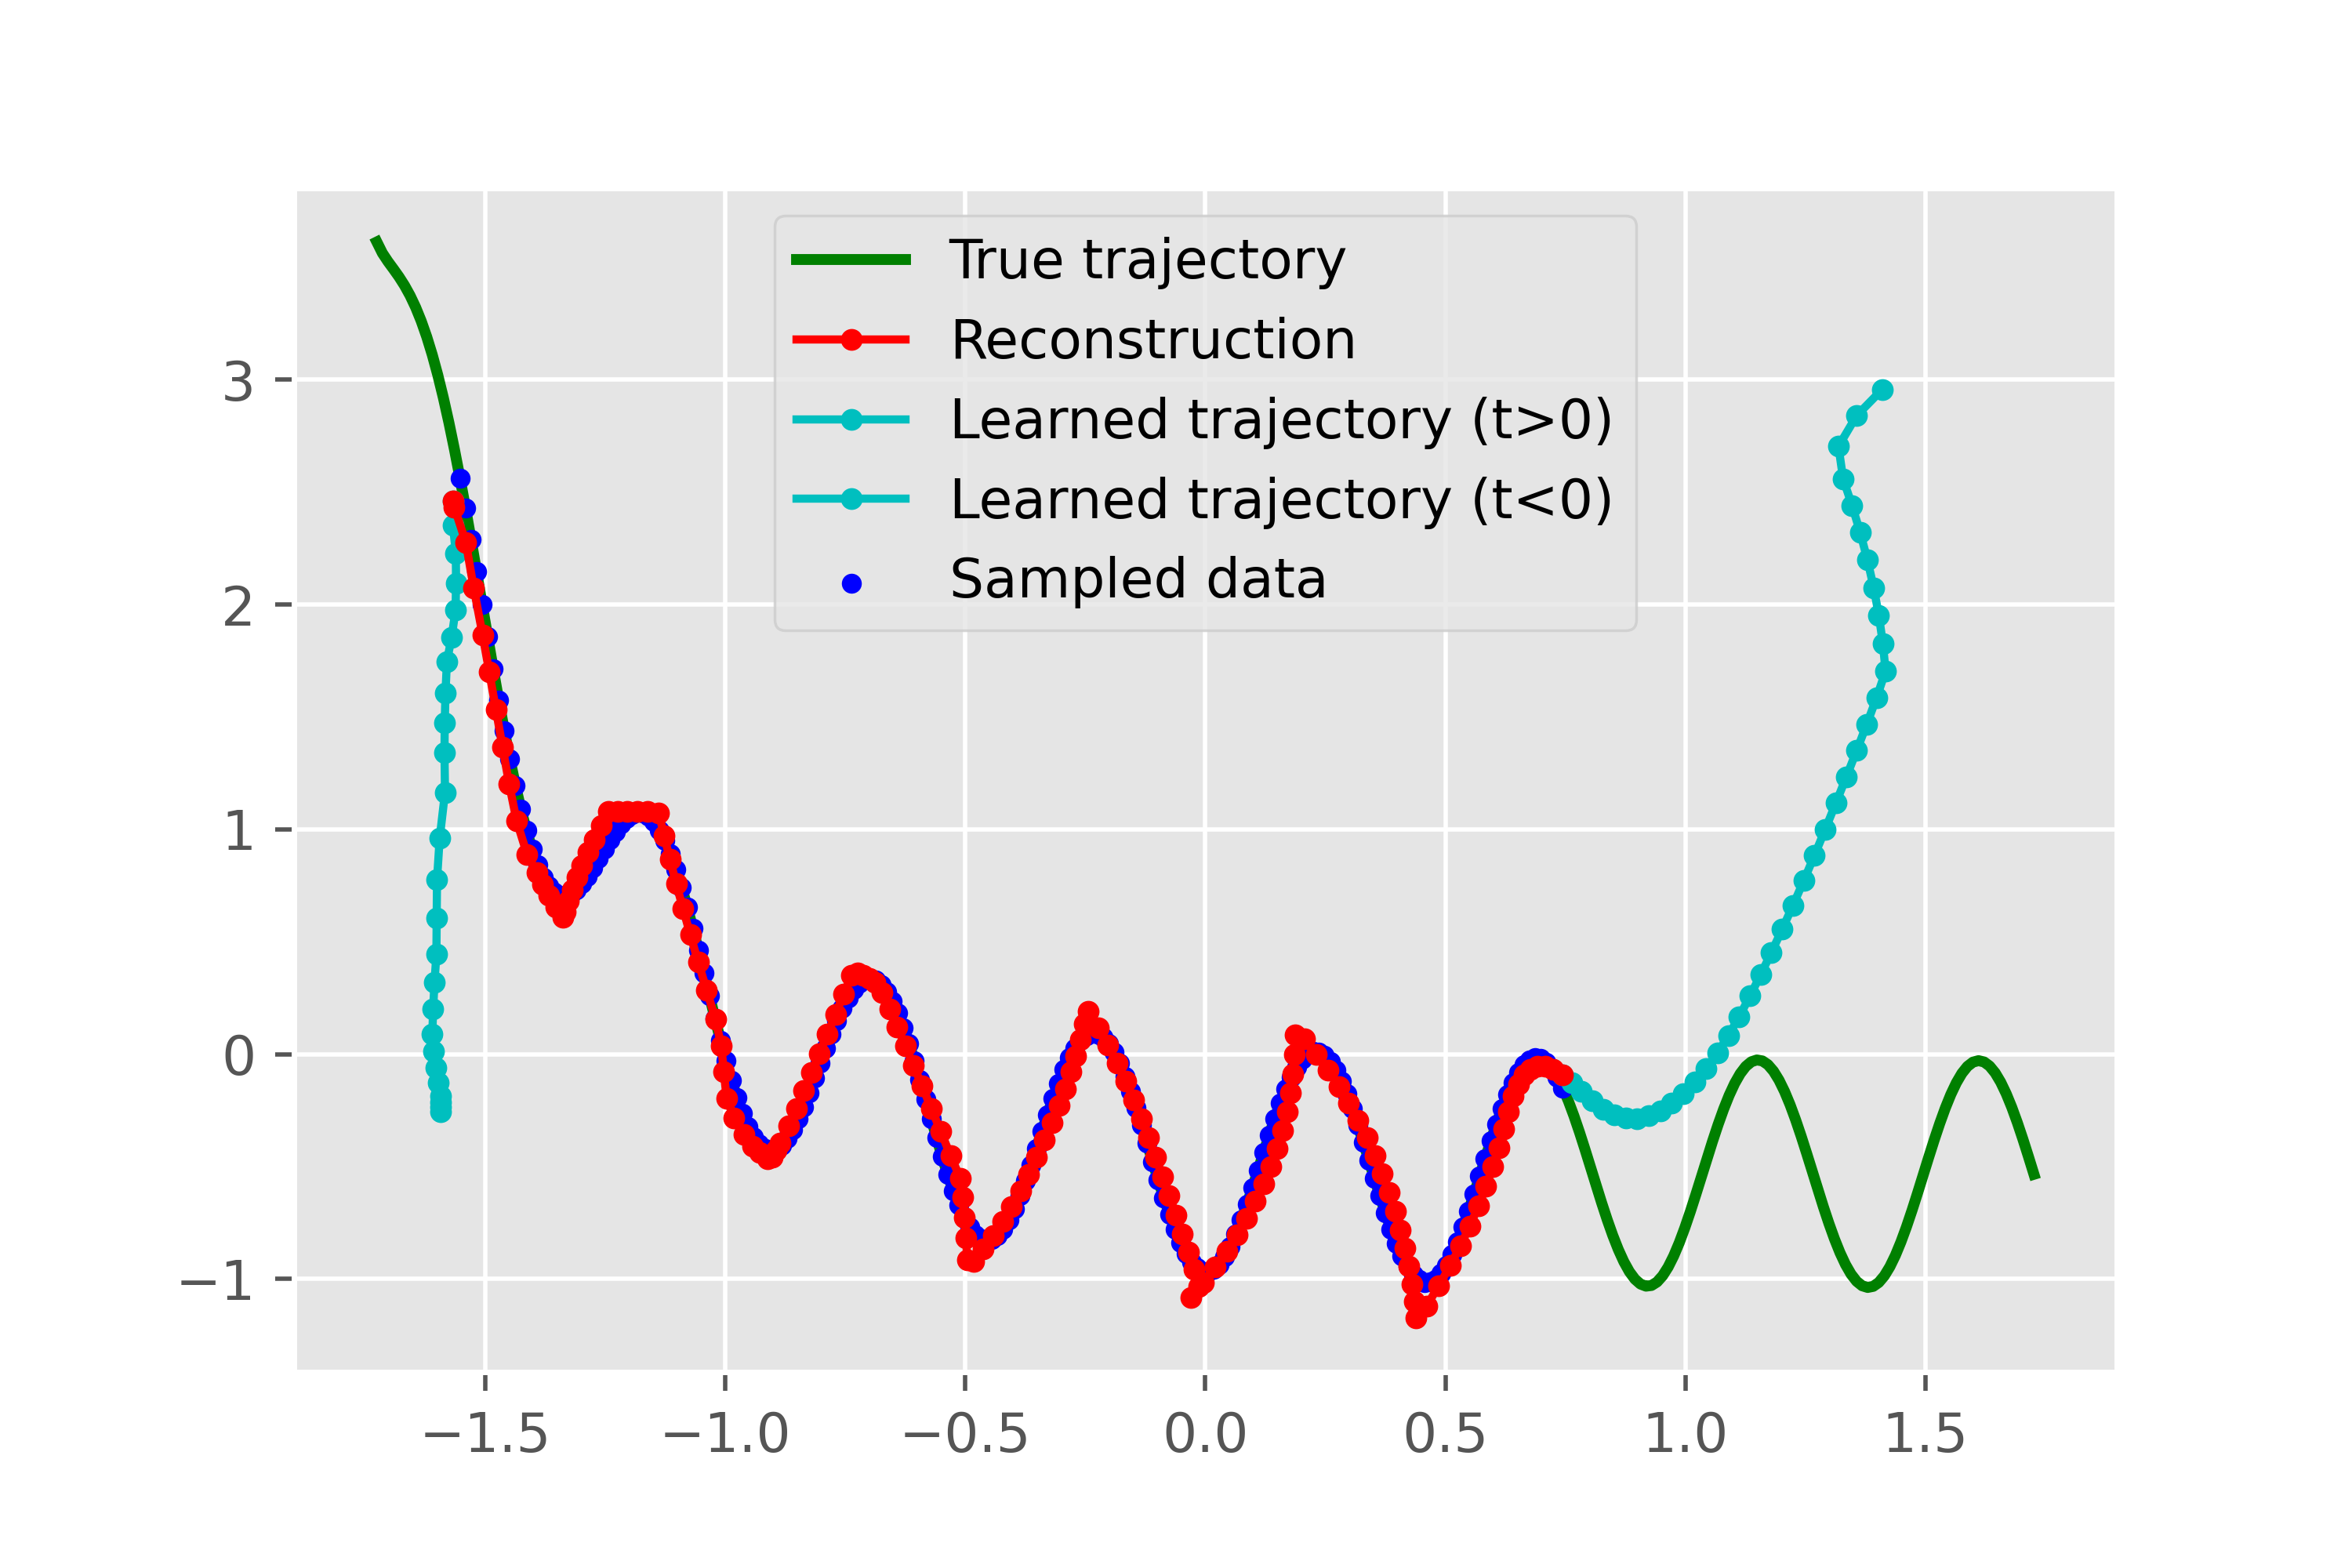 True trajectory
Reconstruction
Learned trajectory (t>0)
Learned trajectory (t<0)
Sampled data
3
2
1
0
−1
−1.5 −1.0 −0.5 0.0 0.5 1.0 1.5